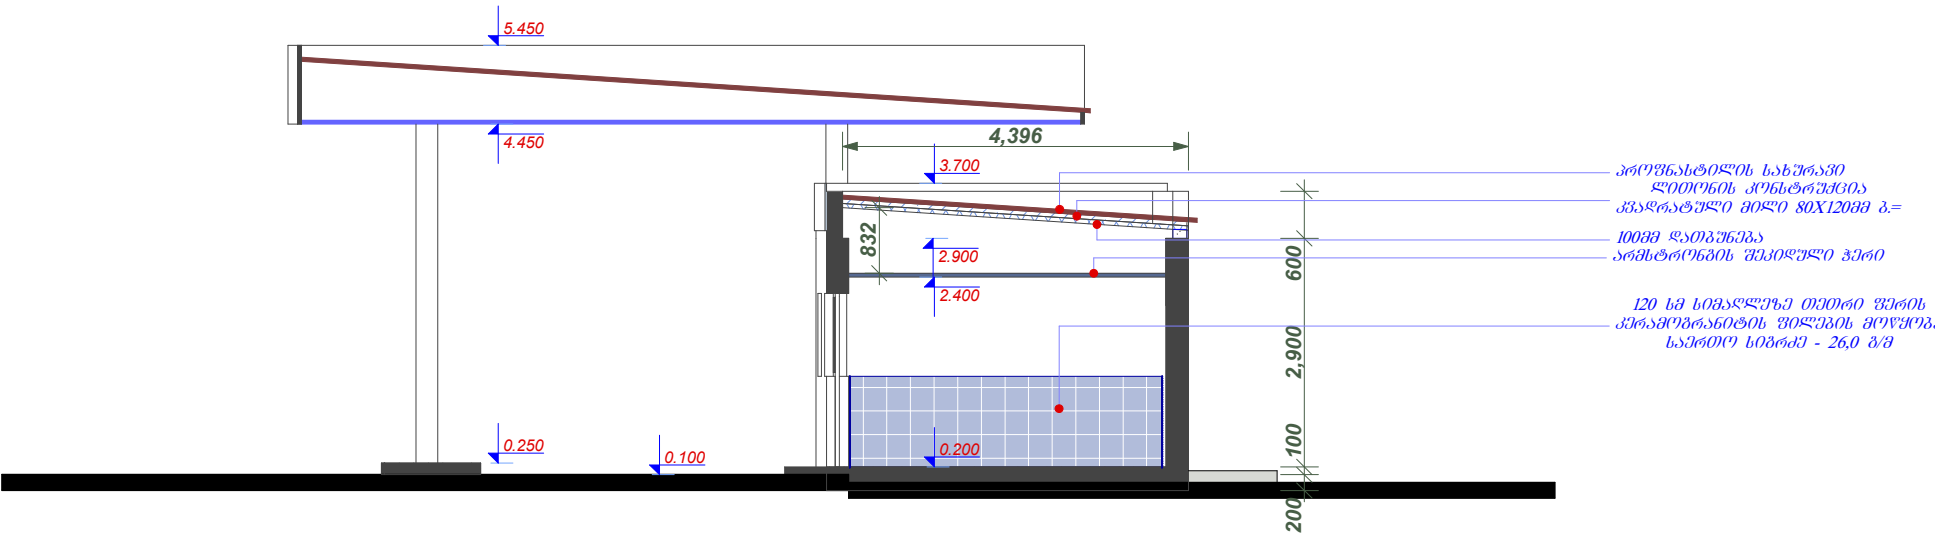 5.450
4.450
4,396
3.700
პროფნასტილის სახურავი
ლითონის კონსტრუქცია
კვადრატული მილი 80X120მმ ბ.=
100მმ დათბუნება
არმსტრონგის შეკიდული ჭერი
832
2.900
2.400
600
120 სმ სიმაღლეზე თეთრი ფერის
კერამოგრანიტის ფილების მოწყობა
საერთო სიგრძე - 26,0 გ/მ
2,900
0.250
0.100
0.200
100
200